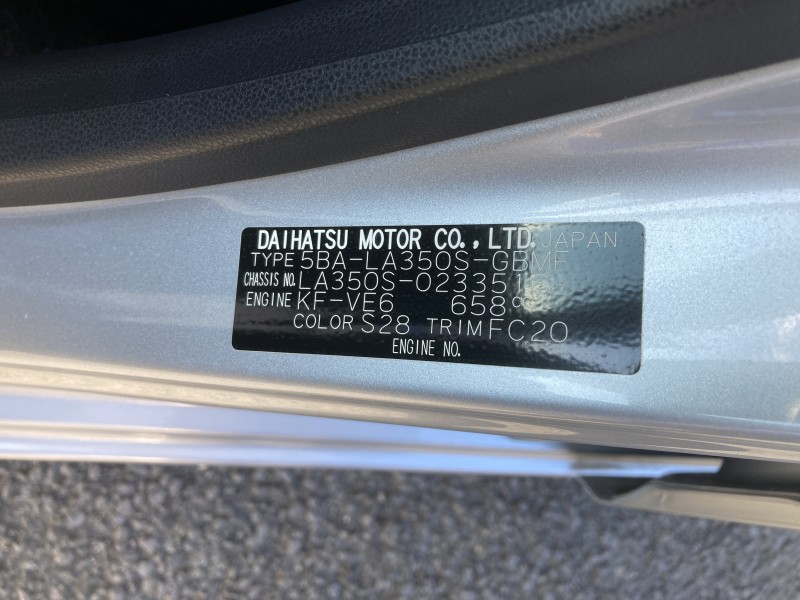 DAIHATSU MOTOR CO., LTD. JAPAN
TYPE 5BA-LA350S-GBMF
CHASSIS NO.
ENGINE KF-VE6 658
COLOR S28 TRIM FC20
ENGINE NO.